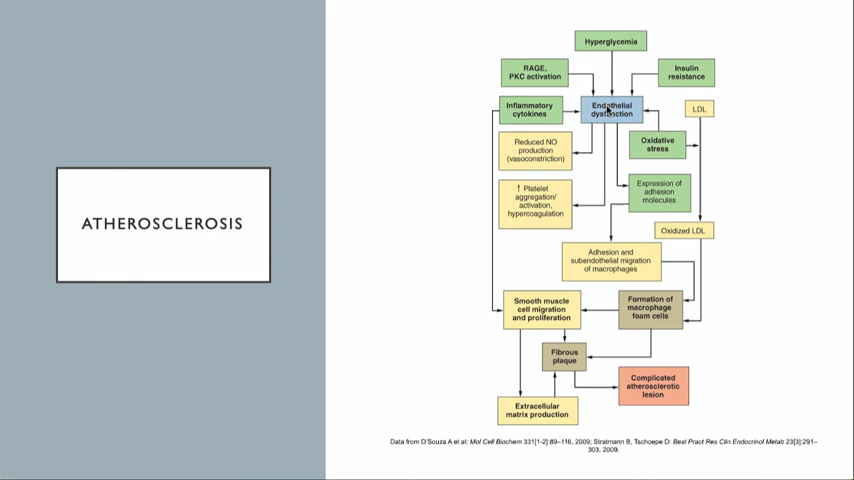 ATHEROSCLEROSIS
Hyperglycemia
RAGE,
PKC activation
Insulin
resistance
Inflammatory
cytokines
Endothelial
dysfunction
LDL
Reduced NO
production
(vasoconstriction)
Oxidative
stress
↑ Platelet
aggregation/
activation,
hypercoagulation
Expression of
adhesion
molecules
Oxidized LDL
Adhesion and
subendothelial migration
of macrophages
Smooth muscle
cell migration
and proliferation
Formation of
macrophage
foam cells
Fibrous
plaque
Complicated
atherosclerotic
lesion
Extracellular
matrix production
Data from D'Souza A et al: Mol Cell Biochem 331[1-2]:89–116, 2009; Stratmann B, Tschoepe D: Best Pract Res Clin Endocrinol Metab 23[3]:291–
303, 2009.